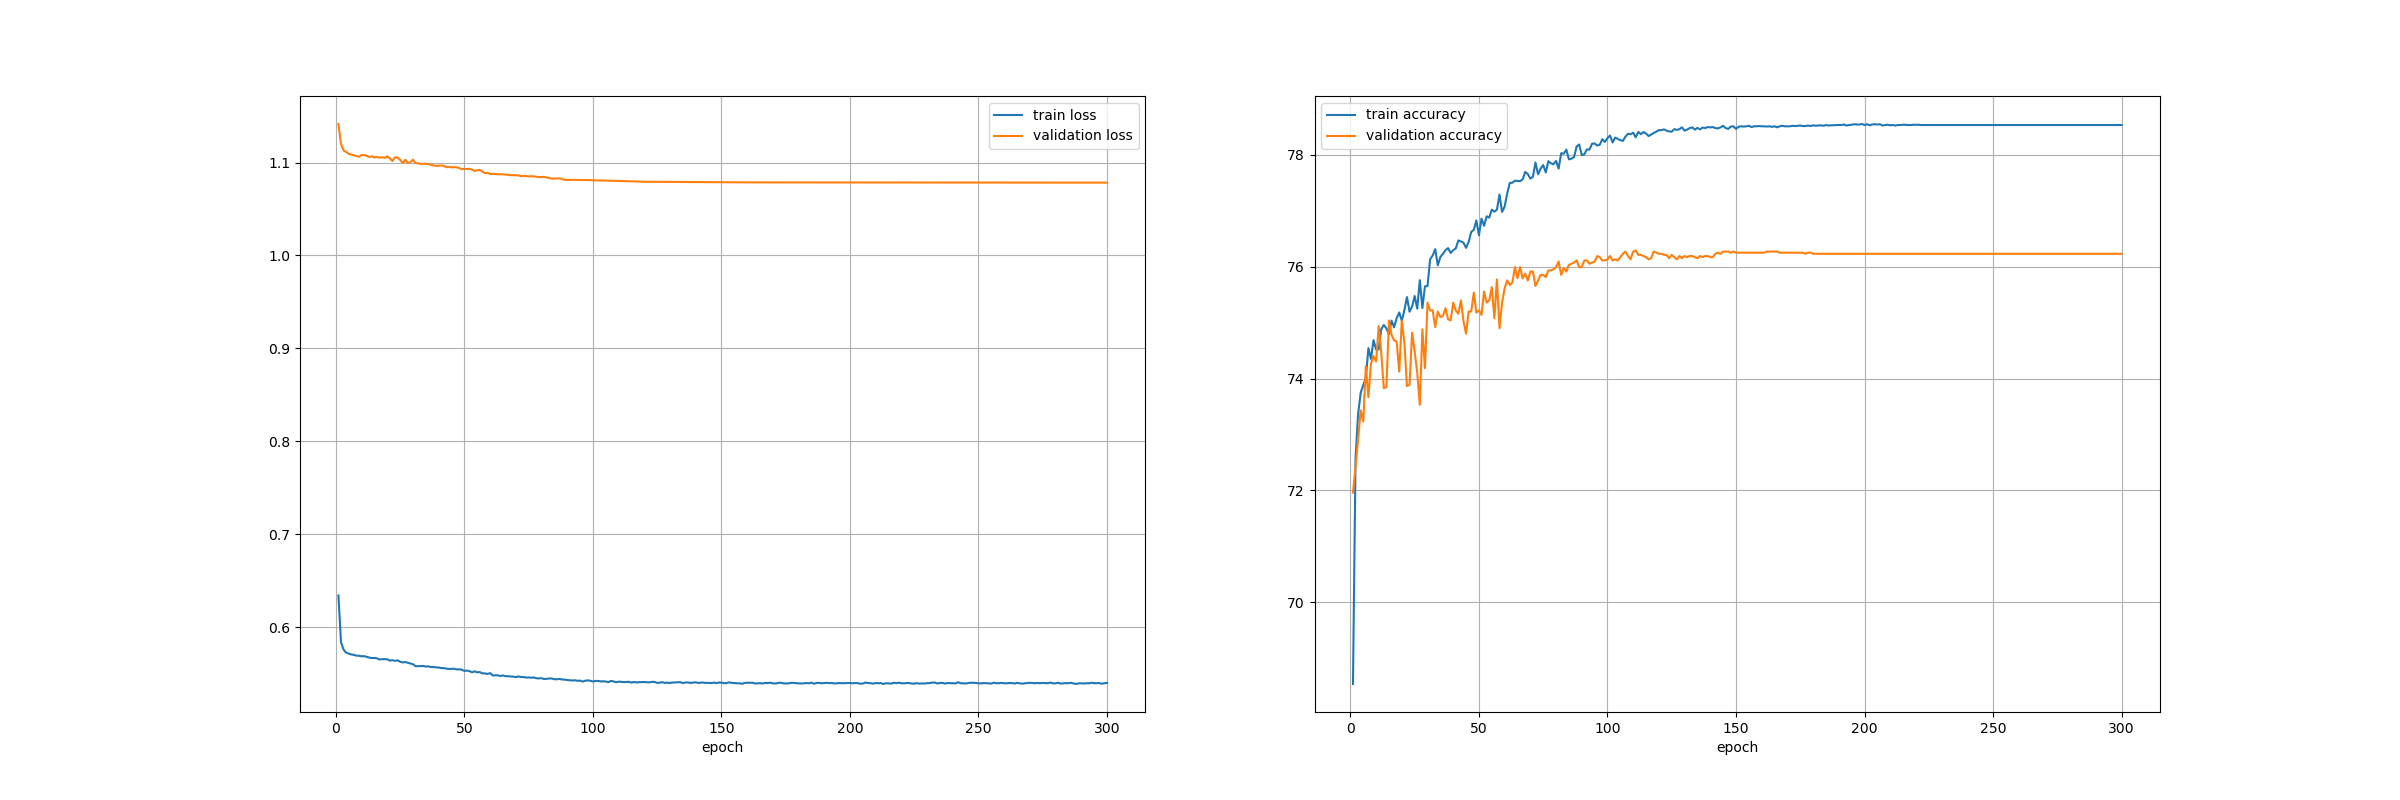 train loss
validation loss
1.1
1.0
0.9
0.8
0.7
0.6
0 50 100 150 200 250 300
epoch
train accuracy
validation accuracy
78
76
74
72
70
0 50 100 150 200 250 300
epoch